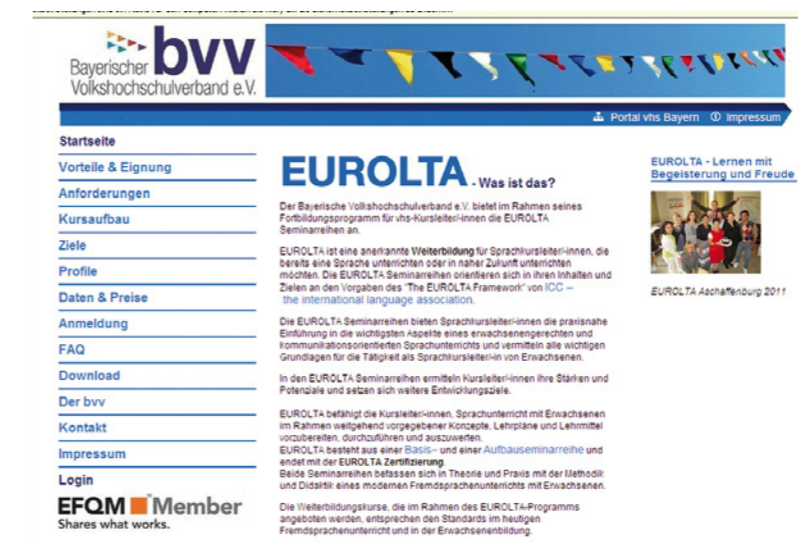 Bayerischer bvv
Volkshochschulverband e.V.
Portal vhs Bayern Impressum
Startseite
Vorteile & Eignung
Anforderungen
Kursaufbau
Ziele
Profile
Daten & Preise
Anmeldung
FAQ
Download
Der bvv
Kontakt
Impressum
Login
EFQM Member
Shares what works.
EUROLTA - Was ist das?
Der Bayerische Volkshochschulverband e.V. bietet im Rahmen seines
Fortbildungsprogramm für vhs-Kursleiter/-innen die EUROLTA
Seminarreihen an.
EUROLTA ist eine anerkannte Weiterbildung für Sprachkursleiter/-innen, die
bereits eine Sprache unterrichten oder in naher Zukunft unterrichten
möchten. Die EUROLTA Seminarreihen orientieren sich in ihren Inhalten und
Zielen an den Vorgaben des "The EUROLTA Framework" von ICC –
the international language association.
Die EUROLTA Seminarreihen bieten Sprachkursleiter/-innen die praxisnahe
Einführung in die wichtigsten Aspekte eines erwachsenengerechten und
kommunikationsorientierten Sprachunterrichts und vermitteln alle wichtigen
Grundlagen für die Tätigkeit als Sprachkursleiter/-in von Erwachsenen.
In den EUROLTA Seminarreihen ermitteln Kursleiter/-innen ihre Stärken und
Potenziale und setzen sich weitere Entwicklungsziele.
EUROLTA befähigt die Kursleiter/-innen, Sprachunterricht mit Erwachsenen
im Rahmen weitgehend vorgegebener Konzepte, Lehrpläne und Lehrmittel
vorzubereiten, durchzuführen und auszuwerten.
EUROLTA besteht aus einer Basis– und einer Aufbauseminarreihe und
endet mit der EUROLTA Zertifizierung.
Beide Seminarreihen befassen sich in Theorie und Praxis mit der Methodik
und Didaktik eines modernen Fremdsprachenunterrichts mit Erwachsenen.
Die Weiterbildungskurse, die im Rahmen des EUROLTA-Programms
angeboten werden, entsprechen den Standards im heutigen
Fremdsprachenunterricht und in der Erwachsenenbildung.
EUROLTA - Lernen mit
Begeisterung und Freude
EUROLTA Aschaffenburg 2011